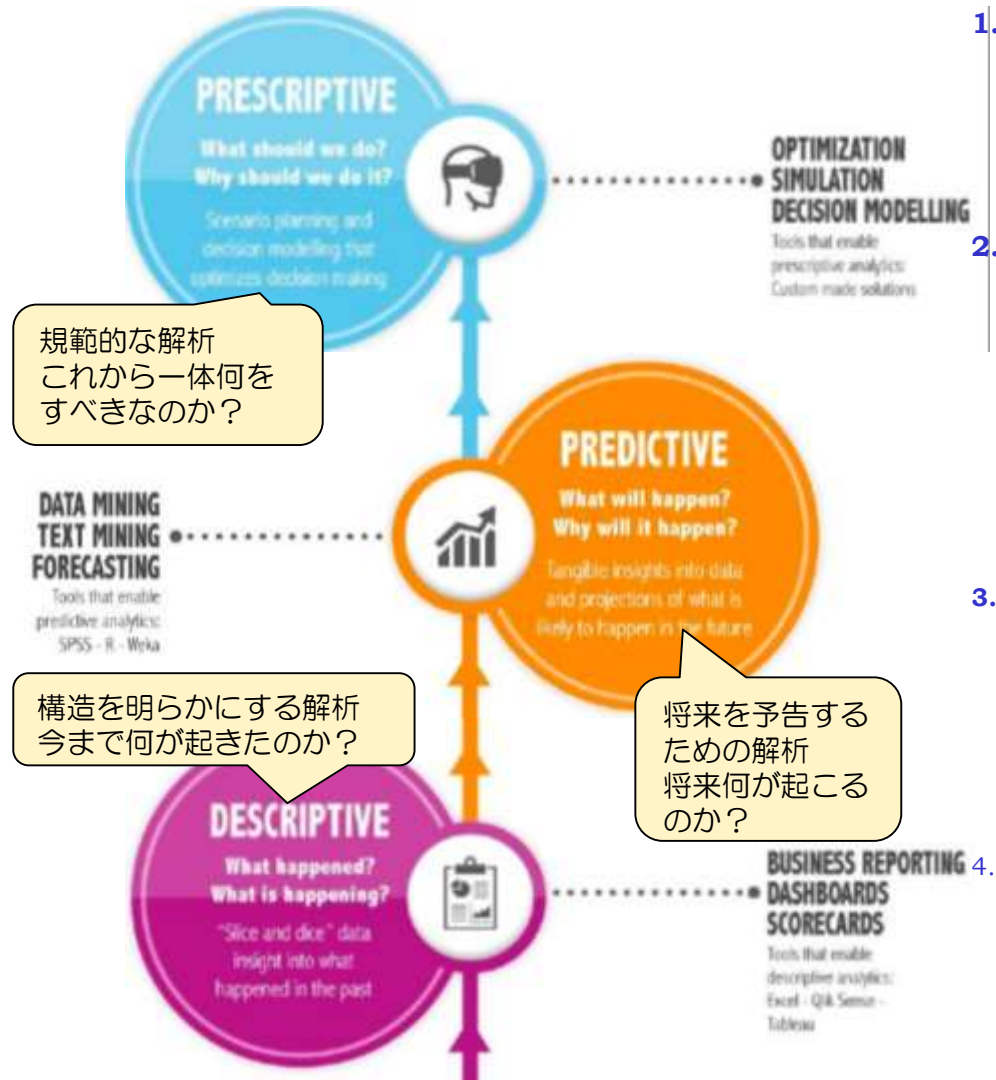 1.
PRESCRIPTIVE
What should we do?
Why should we do it?
Scenario planning and
decision modelling that
optimizes decision making
OPTIMIZATION
SIMULATION
DECISION MODELLING
Tools that enable
prescriptive analytics:
Custom made solutions
2.
規範的な解析
これから一体何を
すべきなのか？
PREDICTIVE
What will happen?
Why will it happen?
Tangible insights into data
and projections of what is
likely to happen in the future
DATA MINING
TEXT MINING
FORECASTING
Tools that enable
predictive analytics:
SPSS - R - Weka
3.
構造を明らかにする解析
今まで何が起きたのか？
将来を予告する
ための解析
将来何が起こる
のか？
DESCRIPTIVE
What happened?
What is happening?
"Slice and dice" data
insight into what
happened in the past
BUSINESS REPORTING
DASHBOARDS
SCORECARDS
Tools that enable
descriptive analytics:
Excel - Qlik Sense -
Tableau
4.